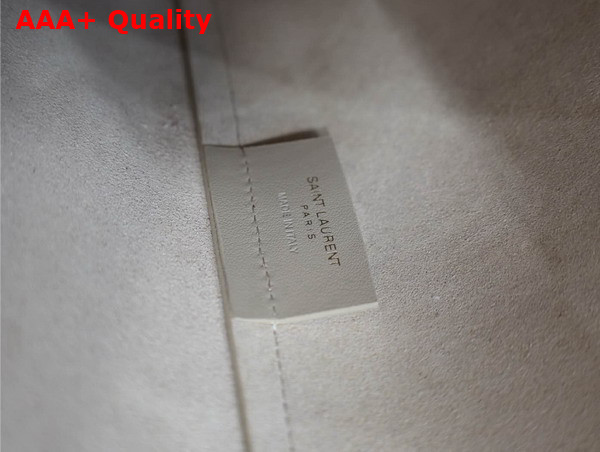 AAA+ Quality
SAINT LAURENT
PARIS
MADE IN ITALY